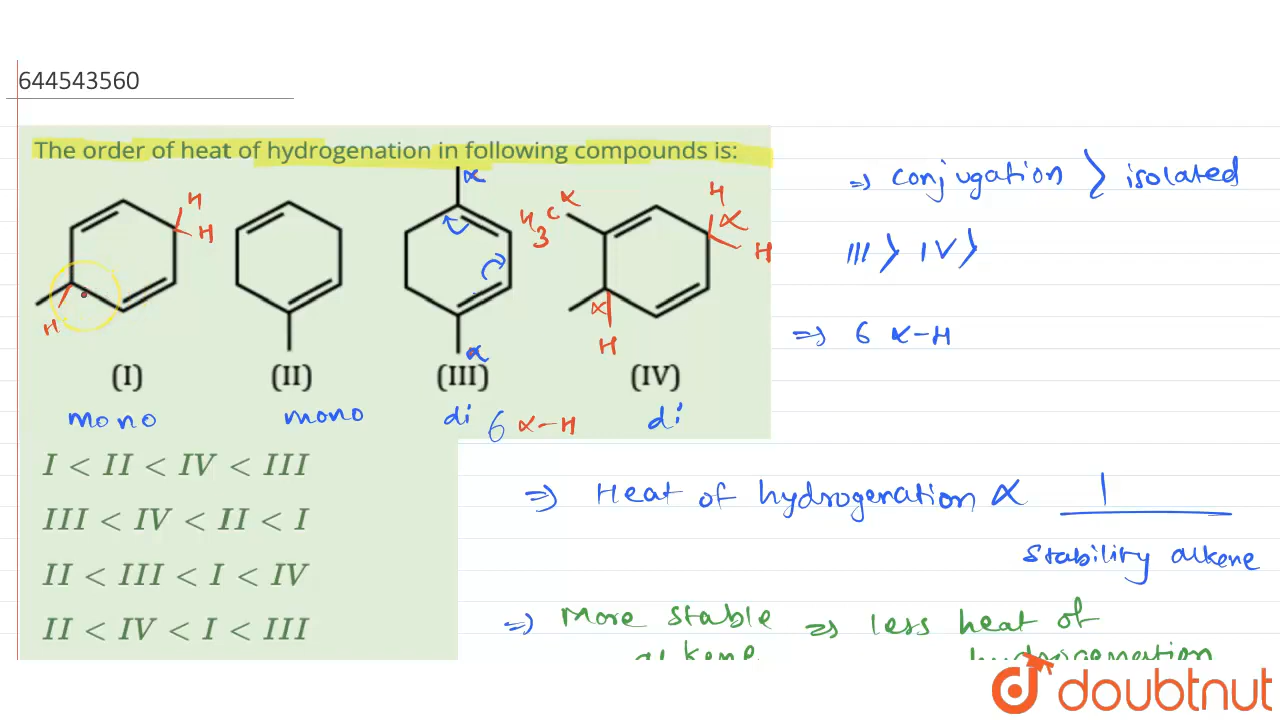 644543560
The order of heat of hydrogenation in following compounds is:
⇒ conjugation > isolated
III > IV >
⇒ 6 α-H
H
H
H
α
α
H3C α
H
α
H
α
H
(I) (II) (III) (IV)
mono mono di 6 α-H di
I < II < IV < III
III < IV < II < I
II < III < I < IV
II < IV < I < III
⇒ Heat of hydrogenation α 1
stability alkene
⇒ More stable ⇒ less heat of
alkene hydrogenation
doubtnut